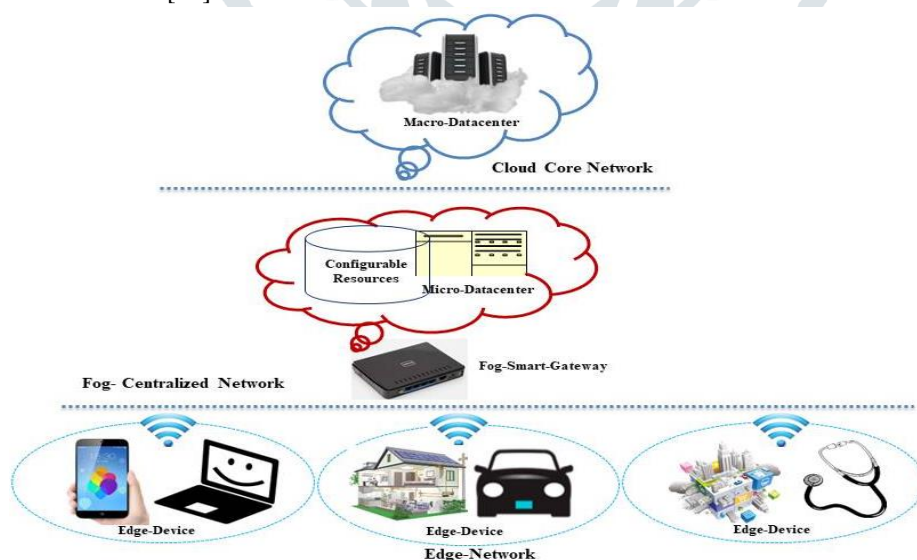 Macro-Datacenter
Cloud Core Network
Configurable
Resources
Micro-Datacenter
Fog-Smart-Gateway
Fog- Centralized Network
Edge-Device
Edge-Device
Edge-Device
Edge-Network